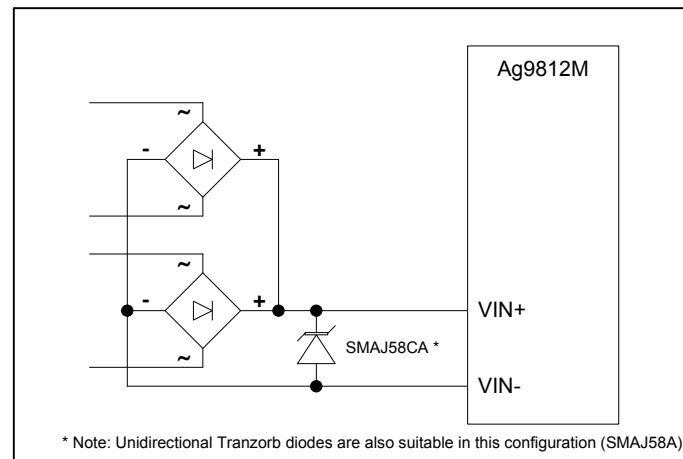 Ag9812M
~
- +
~
~
- +
~
VIN+
SMAJ58CA *
VIN-
* Note: Unidirectional Tranzorb diodes are also suitable in this configuration (SMAJ58A)